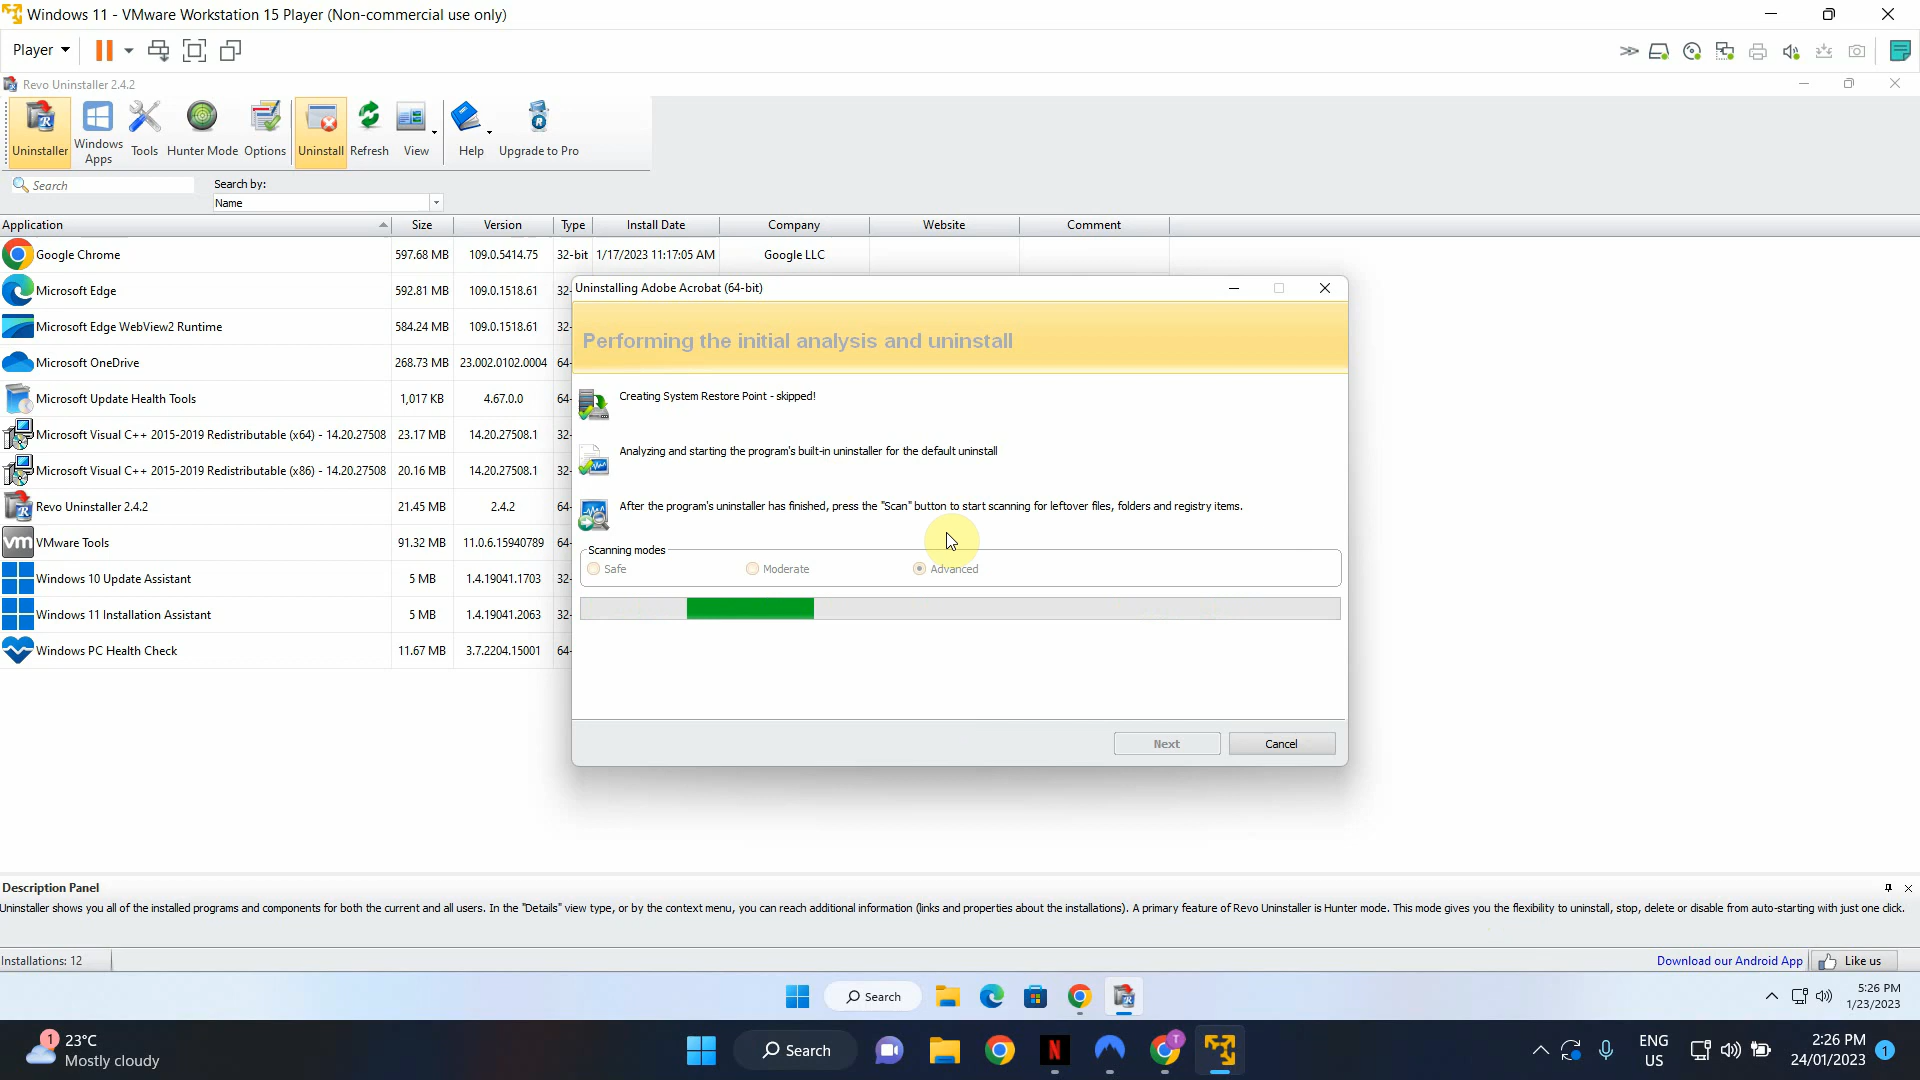 Windows 11 - VMware Workstation 15 Player (Non-commercial use only)
Player
Revo Uninstaller 2.4.2
Uninstaller
Windows Apps
Tools
Hunter Mode
Options
Uninstall
Refresh
View
Help
Upgrade to Pro
Search
Search by:
Name
Application Size Version Type Install Date Company Website Comment
Google Chrome 597.68 MB 109.0.5414.75 32-bit 1/17/2023 11:17:05 AM Google LLC
Microsoft Edge 592.81 MB 109.0.1518.61 32-
Microsoft Edge WebView2 Runtime 584.24 MB 109.0.1518.61 32-
Microsoft OneDrive 268.73 MB 23.002.0102.0004 64-
Microsoft Update Health Tools 1,017 KB 4.67.0.0 64-
Microsoft Visual C++ 2015-2019 Redistributable (x64) - 14.20.27508 23.17 MB 14.20.27508.1 32-
Microsoft Visual C++ 2015-2019 Redistributable (x86) - 14.20.27508 20.16 MB 14.20.27508.1 32-
Revo Uninstaller 2.4.2 21.45 MB 2.4.2 64-
VMware Tools 91.32 MB 11.0.6.15940789 64-
Windows 10 Update Assistant 5 MB 1.4.19041.1703 32-
Windows 11 Installation Assistant 5 MB 1.4.19041.2063 32-
Windows PC Health Check 11.67 MB 3.7.2204.15001 64-
Uninstalling Adobe Acrobat (64-bit)
Performing the initial analysis and uninstall
Creating System Restore Point - skipped!
Analyzing and starting the program's built-in uninstaller for the default uninstall
After the program's uninstaller has finished, press the "Scan" button to start scanning for leftover files, folders and registry items.
Scanning modes
Safe Moderate Advanced
Next Cancel
Description Panel
Uninstaller shows you all of the installed programs and components for both the current and all users. In the "Details" view type, or by the context menu, you can reach additional information (links and properties about the installations). A primary feature of Revo Uninstaller is Hunter mode. This mode gives you the flexibility to uninstall, stop, delete or disable from auto-starting with just one click.
Installations: 12
Download our Android App
Like us
Search
5:26 PM
1/23/2023
1
23°C
Mostly cloudy
Search
T
ENG
US
2:26 PM
24/01/2023
1